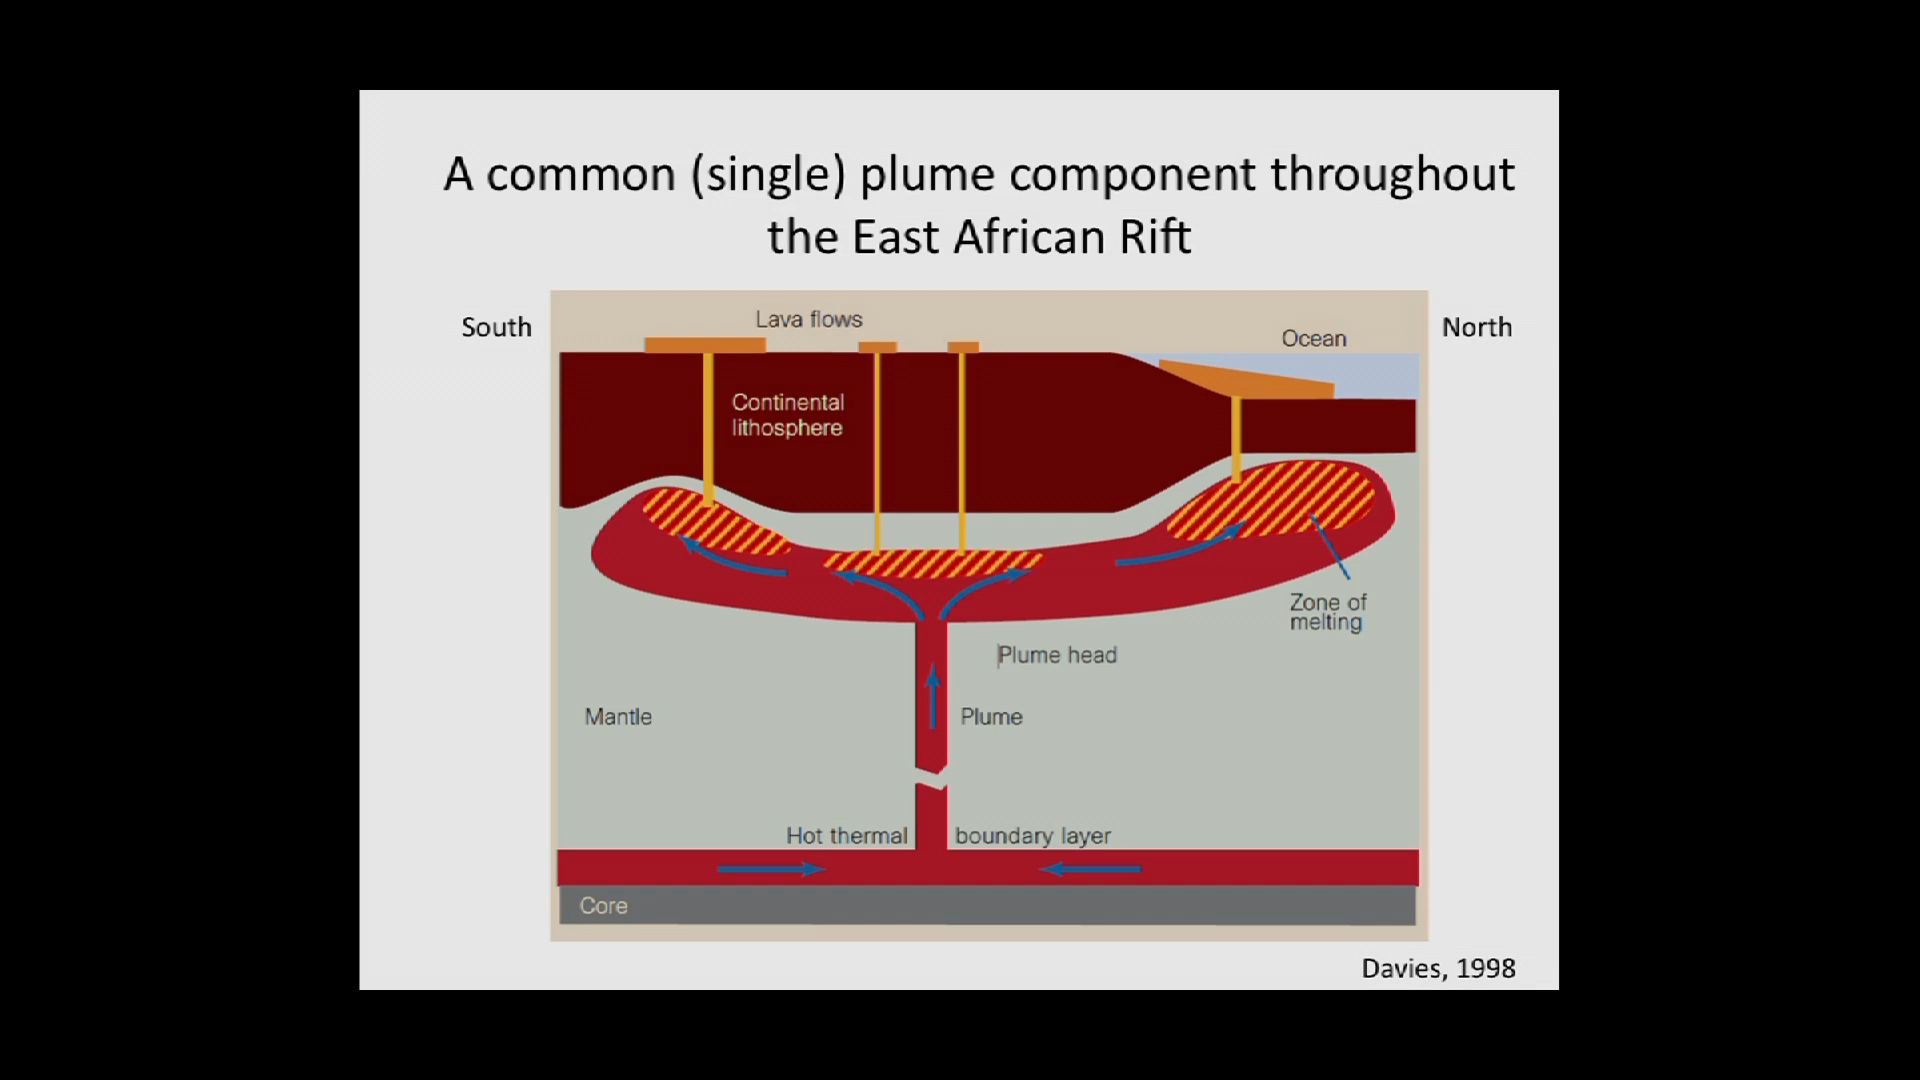 A common (single) plume component throughout
the East African Rift
South
Lava flows
Ocean
North
Continental
lithosphere
Zone of
melting
Plume head
Mantle
Plume
Hot thermal boundary layer
Core
Davies, 1998